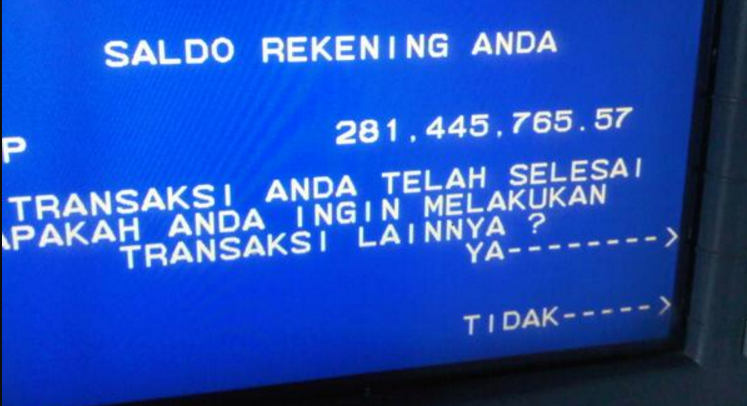 SALDO REKENING ANDA
P 281,445,765.57
TRANSAKSI ANDA TELAH SELESAI
APAKAH ANDA INGIN MELAKUKAN
TRANSAKSI LAINNYA ?
YA-------->
TIDAK----->